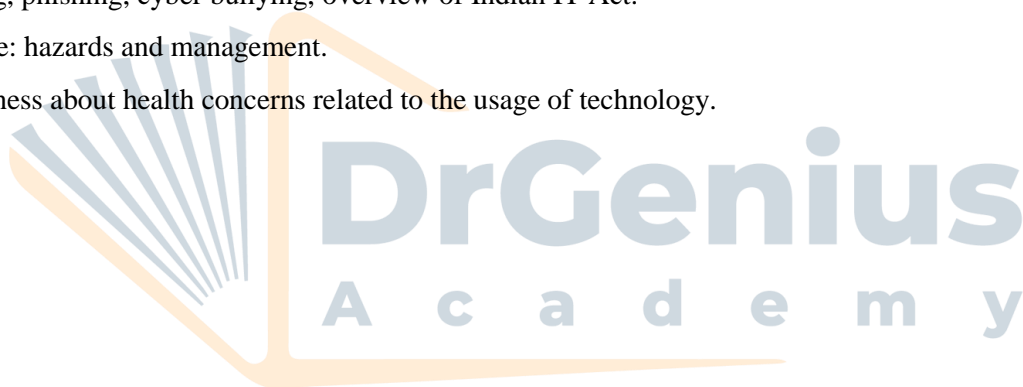 g, phishing, cyber bullying, overview of Indian IT Act.
e: hazards and management.
ness about health concerns related to the usage of technology.
DrGenius
Academy